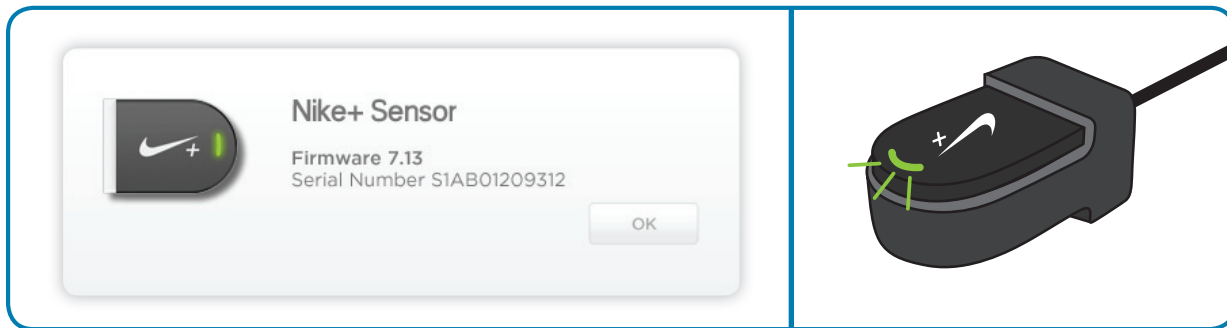 Nike+ Sensor
Firmware 7.13
Serial Number S1AB01209312
OK